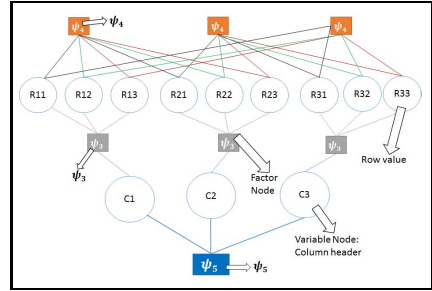 ψ4 ψ4 ψ4 ψ4
R11 R12 R13 R21 R22 R23 R31 R32 R33
ψ3 ψ3 ψ3
ψ3
Factor
Node
Row value
C1 C2 C3
Variable Node:
Column header
ψ5 ψ5